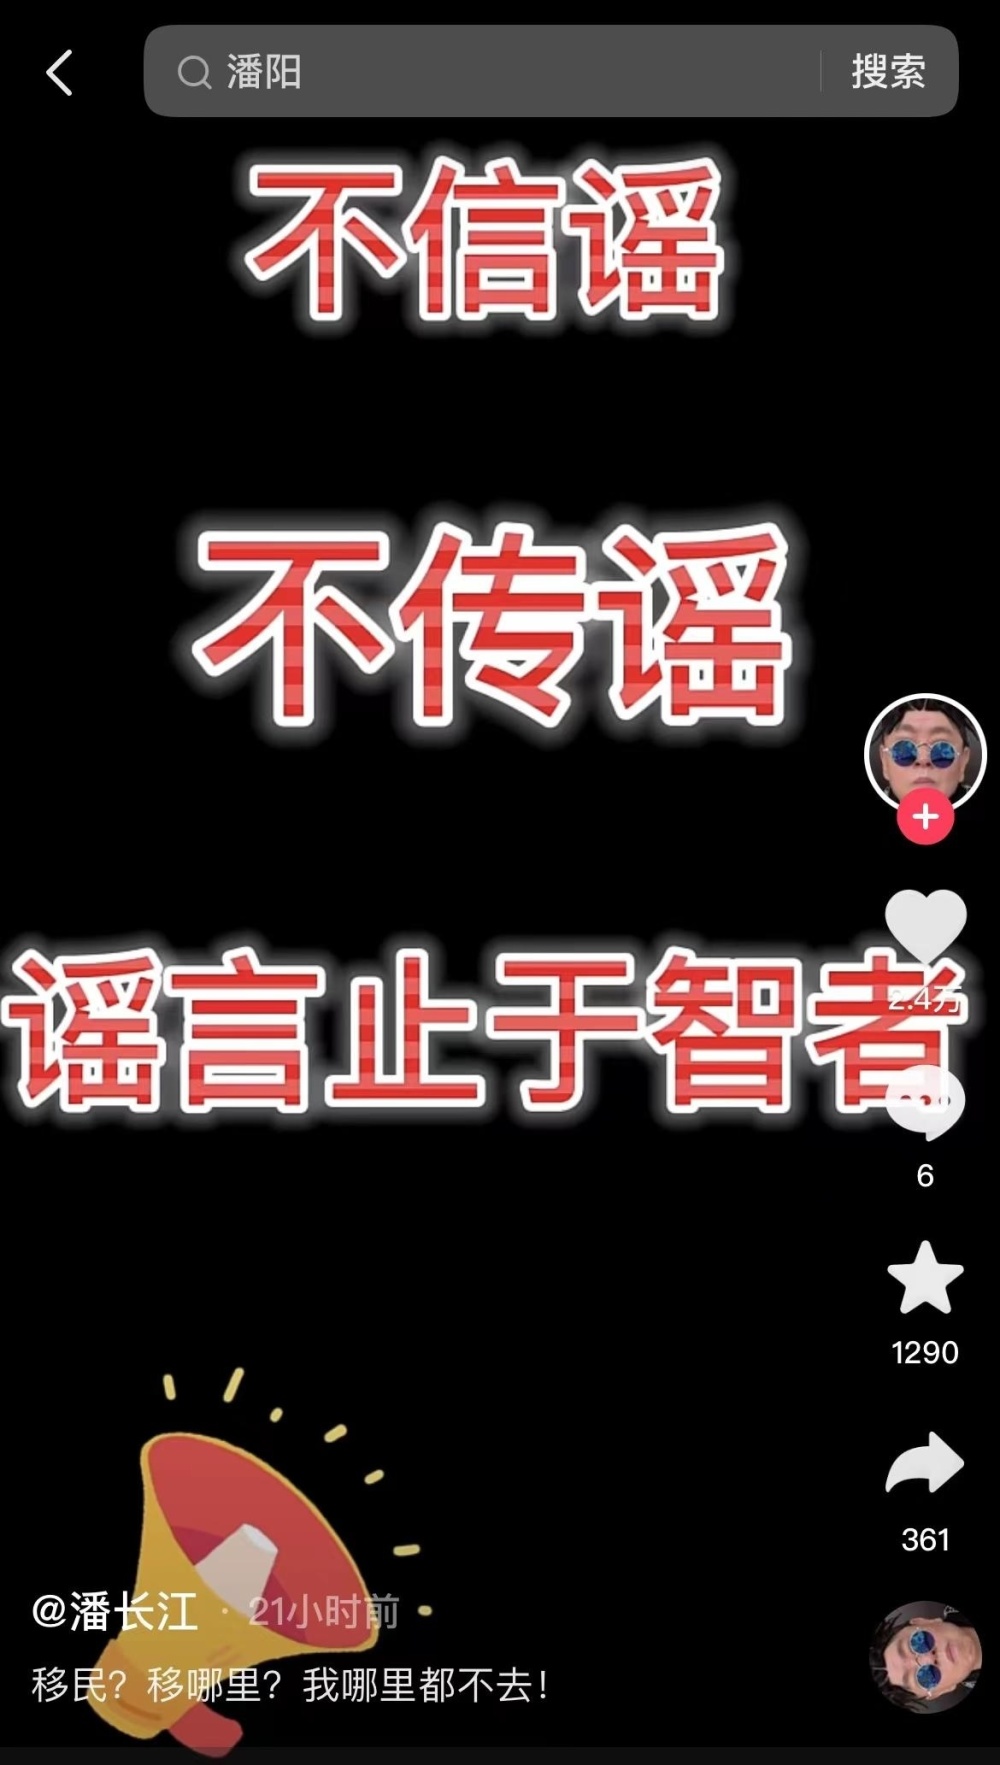 潘阳
搜索
不信谣
不传谣
谣言止于智者
2.4万
6
1290
361
@潘长江 · 21小时前
移民？移哪里？我哪里都不去！